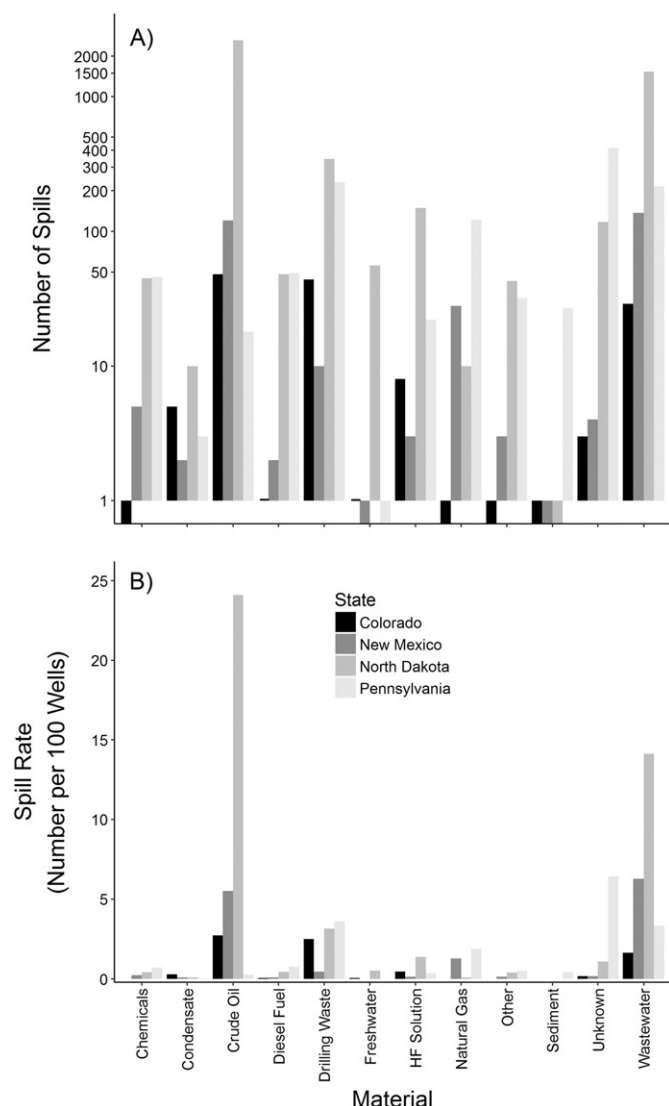 A)
2000
1500
1000
500
400
300
200
100
50
10
1
Number of Spills
B)
25
20
15
10
5
0
Spill Rate
(Number per 100 Wells)
State
Colorado
New Mexico
North Dakota
Pennsylvania
Chemicals
Condensate
Crude Oil
Diesel Fuel
Drilling Waste
Freshwater
HF Solution
Natural Gas
Other
Sediment
Unknown
Wastewater
Material